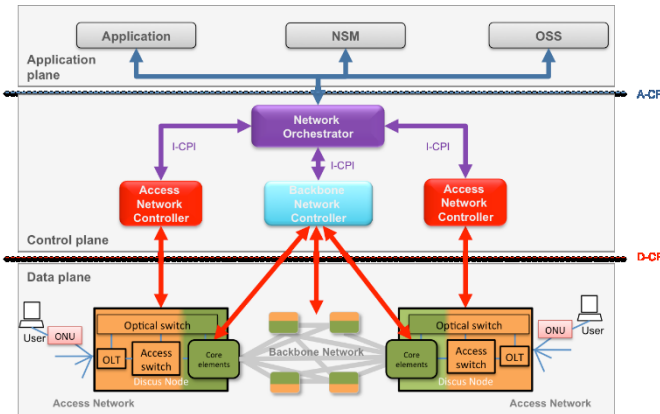 Application
NSM
OSS
Application
plane
A-CP
Network
Orchestrator
I-CPI
I-CPI
I-CPI
Access
Network
Controller
Backbone
Network
Controller
Access
Network
Controller
Control plane
D-CP
Data plane
User
ONU
Optical switch
OLT
Access
switch
Core
elements
Discus Node
Access Network
Backbone Network
Optical switch
Core
elements
Access
switch
OLT
Discus Node
ONU
User
Access Network